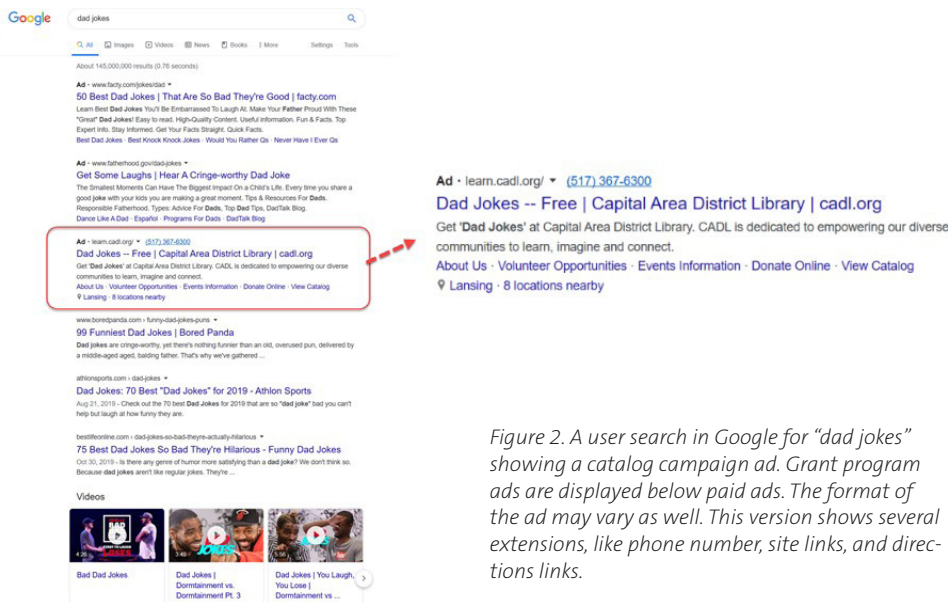 Google
dad jokes
All Images Videos News Books More Settings Tools
About 145,000,000 results (0.76 seconds)
Ad · www.facty.com/jokes/dad
50 Best Dad Jokes | That Are So Bad They're Good | facty.com
Learn Best Dad Jokes You'll Be Embarrassed To Laugh At. Make Your Father Proud With These
"Great" Dad Jokes! Easy to read. High-Quality Content. Useful Information. Fun & Facts. Top
Expert Info. Stay Informed. Get Your Facts Straight. Quick Facts.
Best Dad Jokes · Best Knock Knock Jokes · Would You Rather Qs · Never Have I Ever Qs
Ad · www.fatherhood.gov/dad-jokes
Get Some Laughs | Hear A Cringe-worthy Dad Joke
The Smallest Moments Can Have The Biggest Impact On a Child's Life. Every time you share a
good joke with your kids you are making a great moment. Tips & Resources For Dads.
Responsible Fatherhood. Types: Advice For Dads, Top Dad Tips, DadTalk Blog.
Dance Like A Dad · Español · Programs For Dads · DadTalk Blog
Ad · learn.cadl.org/ (517) 367-6300
Dad Jokes -- Free | Capital Area District Library | cadl.org
Get 'Dad Jokes' at Capital Area District Library. CADL is dedicated to empowering our diverse
communities to learn, imagine and connect.
About Us · Volunteer Opportunities · Events Information · Donate Online · View Catalog
Lansing · 8 locations nearby
www.boredpanda.com › funny-dad-jokes-puns
99 Funniest Dad Jokes | Bored Panda
Dad jokes are cringe-worthy, yet there's nothing funnier than an old, overused pun, delivered by
a middle-aged aged, balding father. That's why we've gathered ...
athlonsports.com › dad-jokes
Dad Jokes: 70 Best "Dad Jokes" for 2019 - Athlon Sports
Aug 21, 2019 - Check out the 70 best Dad Jokes for 2019 that are so "dad joke" bad you can't
help but laugh at how funny they are.
bestlifeonline.com › dad-jokes-so-bad-theyre-actually-hilarious
75 Best Dad Jokes So Bad They're Hilarious - Funny Dad Jokes
Oct 30, 2019 - Is there any genre of humor more satisfying than a dad joke? We don't think so.
Because dad jokes aren't like regular jokes. They're ...
Videos
4:26 3:49 5:56
Bad Dad Jokes
Dad Jokes |
Dormtainment vs.
Dormtainment Pt. 3
Dad Jokes | You Laugh,
You Lose |
Dormtainment vs ...
Ad · learn.cadl.org/ (517) 367-6300
Dad Jokes -- Free | Capital Area District Library | cadl.org
Get 'Dad Jokes' at Capital Area District Library. CADL is dedicated to empowering our diverse
communities to learn, imagine and connect.
About Us · Volunteer Opportunities · Events Information · Donate Online · View Catalog
Lansing · 8 locations nearby
Figure 2. A user search in Google for “dad jokes”
showing a catalog campaign ad. Grant program
ads are displayed below paid ads. The format of
the ad may vary as well. This version shows several
extensions, like phone number, site links, and direc-
tions links.